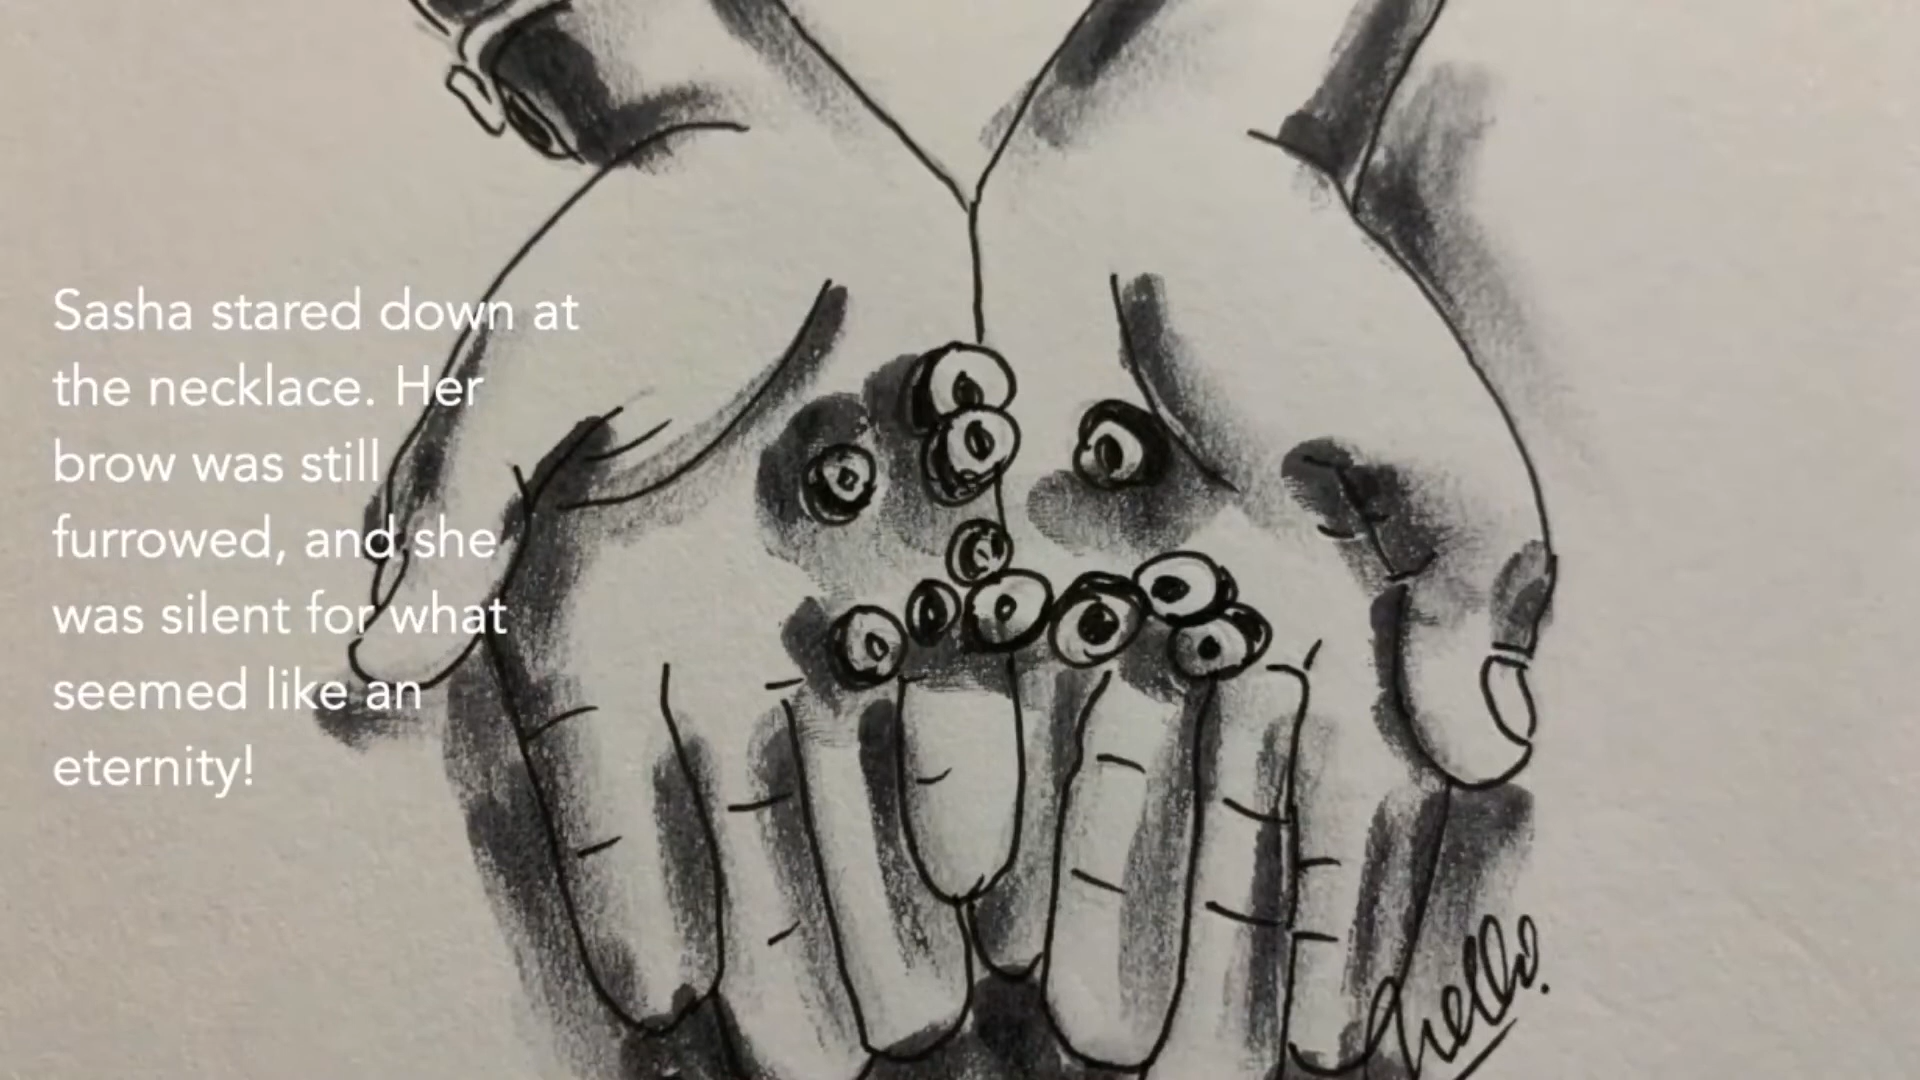 Sasha stared down at
the necklace. Her
brow was still
furrowed, and she
was silent for what
seemed like an
eternity!
hello.